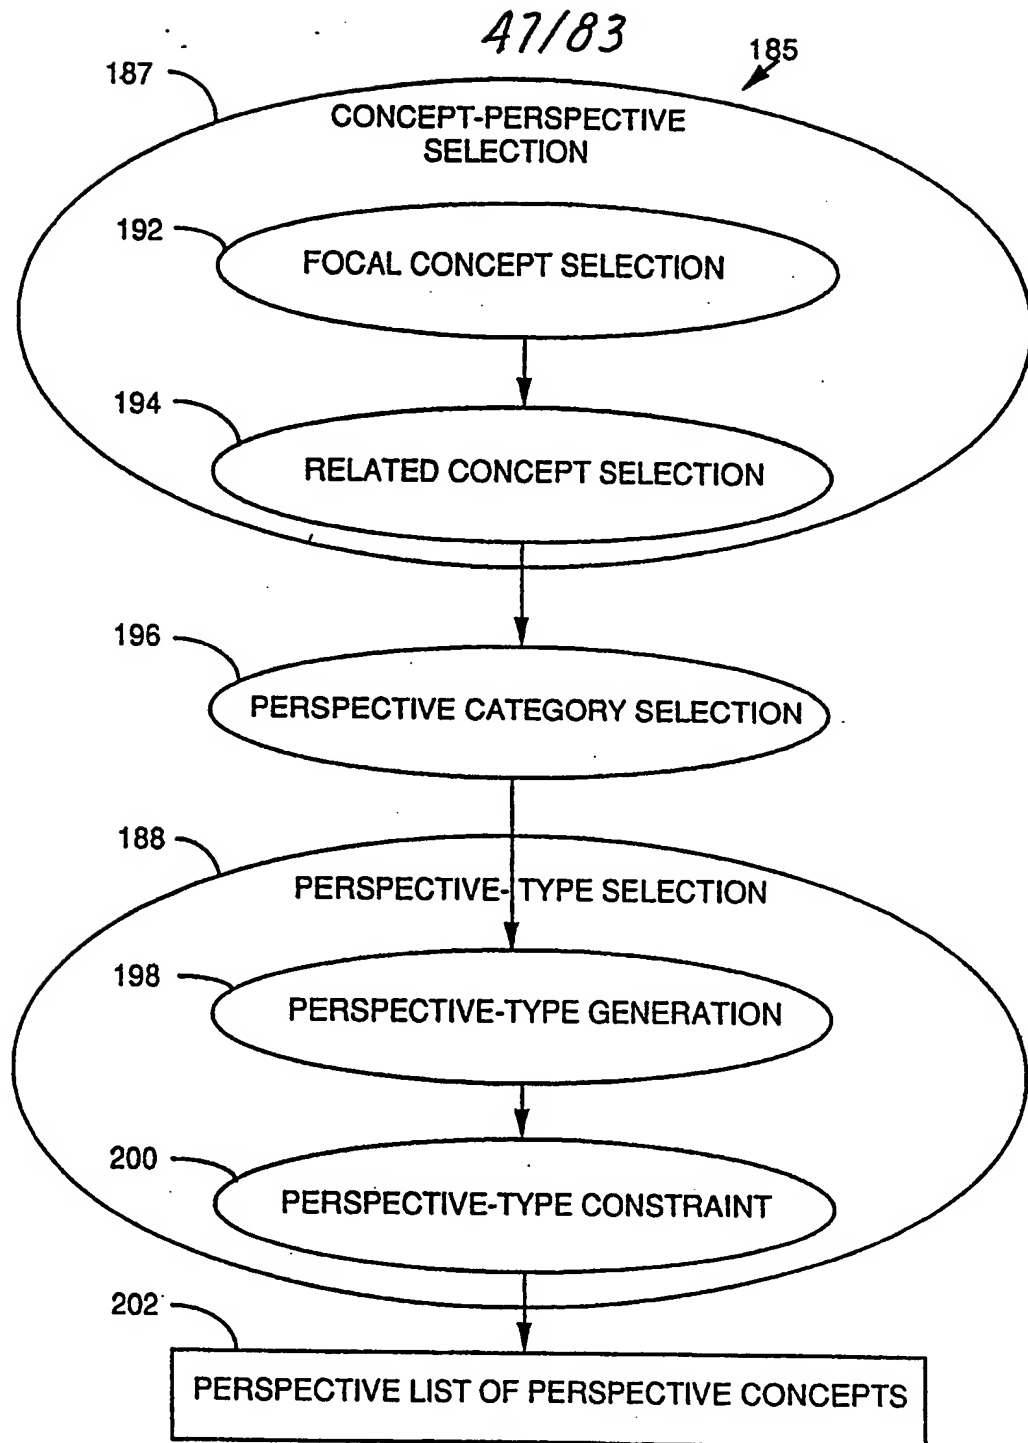 47/83
185
187
CONCEPT-PERSPECTIVE
SELECTION
192
FOCAL CONCEPT SELECTION
194
RELATED CONCEPT SELECTION
196
PERSPECTIVE CATEGORY SELECTION
188
PERSPECTIVE-TYPE SELECTION
198
PERSPECTIVE-TYPE GENERATION
200
PERSPECTIVE-TYPE CONSTRAINT
202
PERSPECTIVE LIST OF PERSPECTIVE CONCEPTS